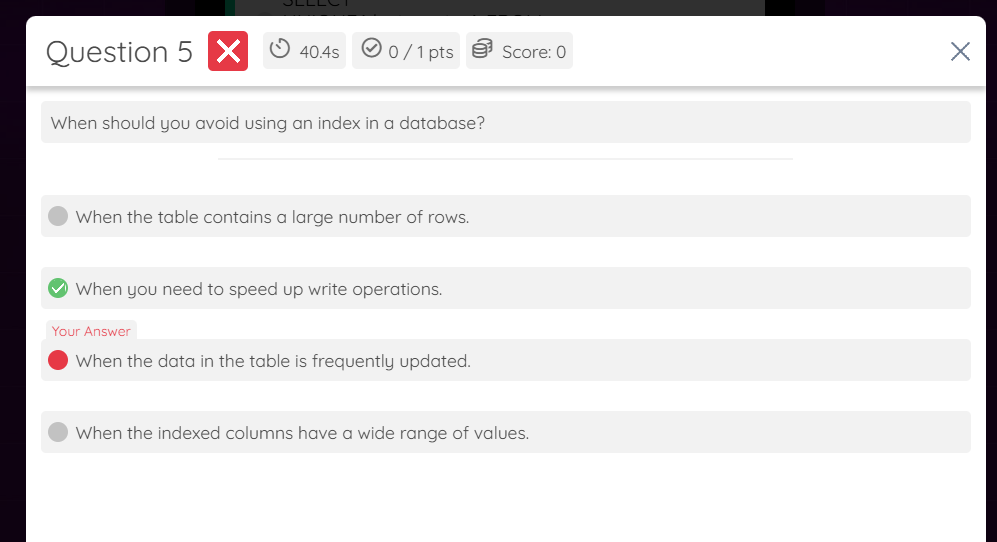 SELECT
Question 5
40.4s
0 / 1 pts
Score: 0
When should you avoid using an index in a database?
When the table contains a large number of rows.
When you need to speed up write operations.
Your Answer
When the data in the table is frequently updated.
When the indexed columns have a wide range of values.